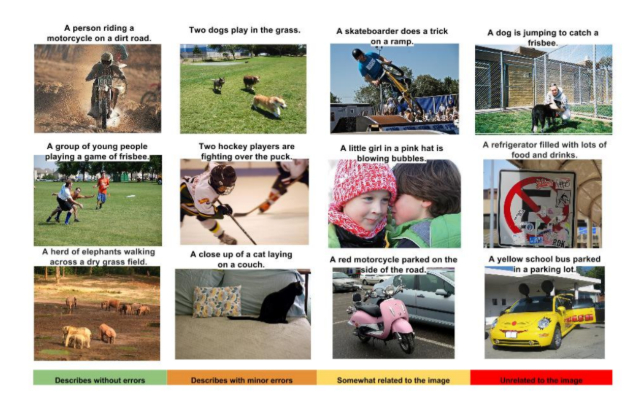 A person riding a
motorcycle on a dirt road.
Two dogs play in the grass.
A skateboarder does a trick
on a ramp.
A dog is jumping to catch a
frisbee.
A group of young people
playing a game of frisbee.
Two hockey players are
fighting over the puck.
A little girl in a pink hat is
blowing bubbles.
A refrigerator filled with lots of
food and drinks.
A herd of elephants walking
across a dry grass field.
A close up of a cat laying
on a couch.
A red motorcycle parked on the
side of the road.
A yellow school bus parked
in a parking lot.
Describes without errors
Describes with minor errors
Somewhat related to the image
Unrelated to the image